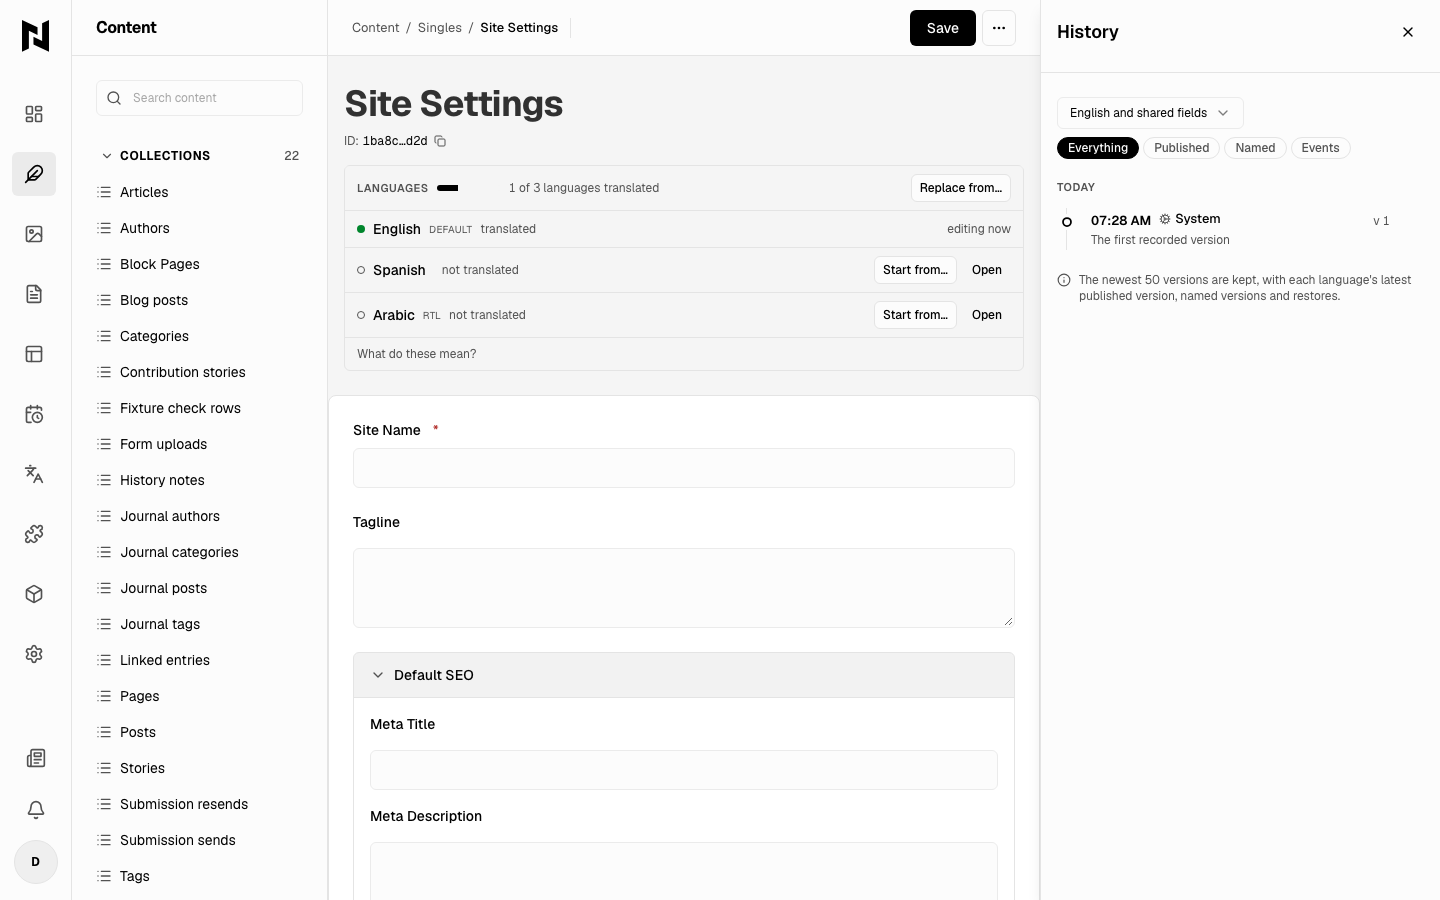 Content
Search content
COLLECTIONS 22
Articles
Authors
Block Pages
Blog posts
Categories
Contribution stories
Fixture check rows
Form uploads
History notes
Journal authors
Journal categories
Journal posts
Journal tags
Linked entries
Pages
Posts
Stories
Submission resends
Submission sends
Tags
D
Content / Singles / Site Settings
Save
Site Settings
ID: 1ba8c…d2d
LANGUAGES 1 of 3 languages translated Replace from…
English DEFAULT translated editing now
Spanish not translated Start from… Open
Arabic RTL not translated Start from… Open
What do these mean?
Site Name *
Tagline
Default SEO
Meta Title
Meta Description
History
English and shared fields
Everything Published Named Events
TODAY
07:28 AM System v 1
The first recorded version
The newest 50 versions are kept, with each language's latest
published version, named versions and restores.